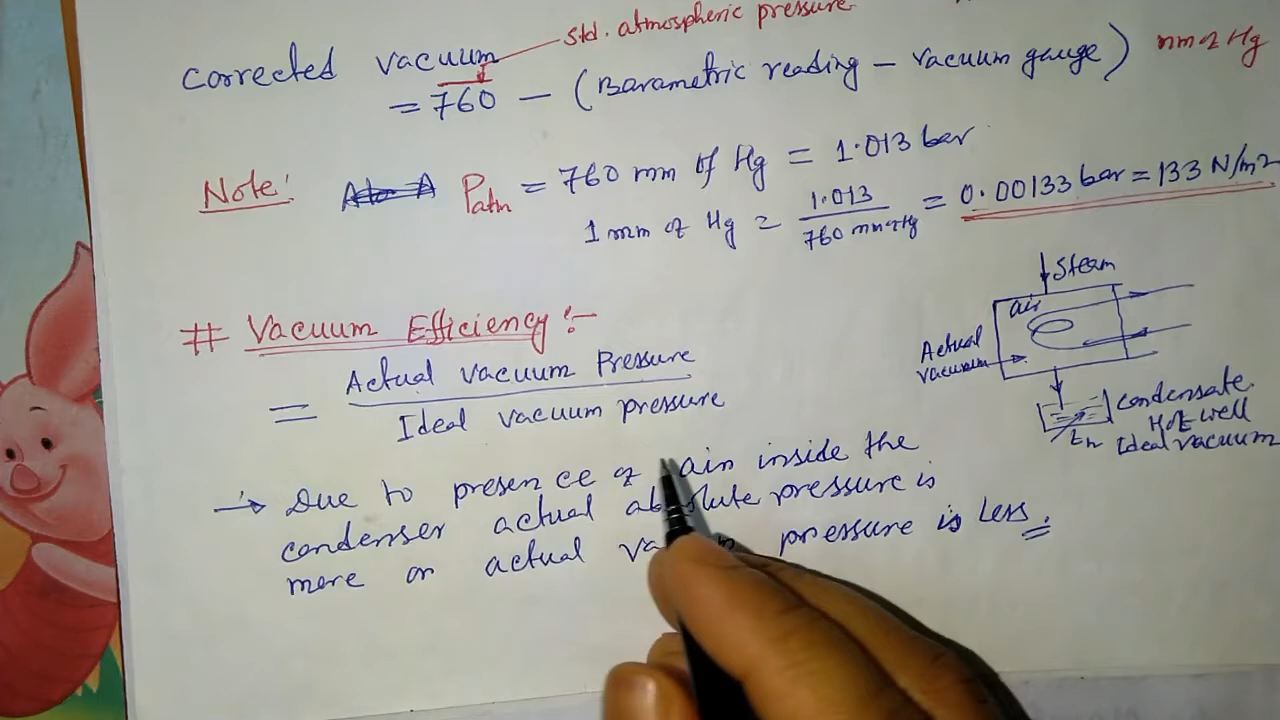 std. atmospheric pressure
Corrected vacuum
= 760 - (Barametric reading - vacuum gauge) mm of Hg
Note: Patm = 760 mm of Hg = 1.013 bar
1 mm of Hg = 1.013 / 760 mm of Hg = 0.00133 bar = 133 N/m2
# Vacuum Efficiency :-
= Actual vacuum Pressure
Ideal vacuum pressure
→ Due to presence of air inside the
condenser actual absolute pressure is
more or actual pressure is Less.
Steam
air
Actual
vacuum
condensate
Hot well
Ideal vacuum